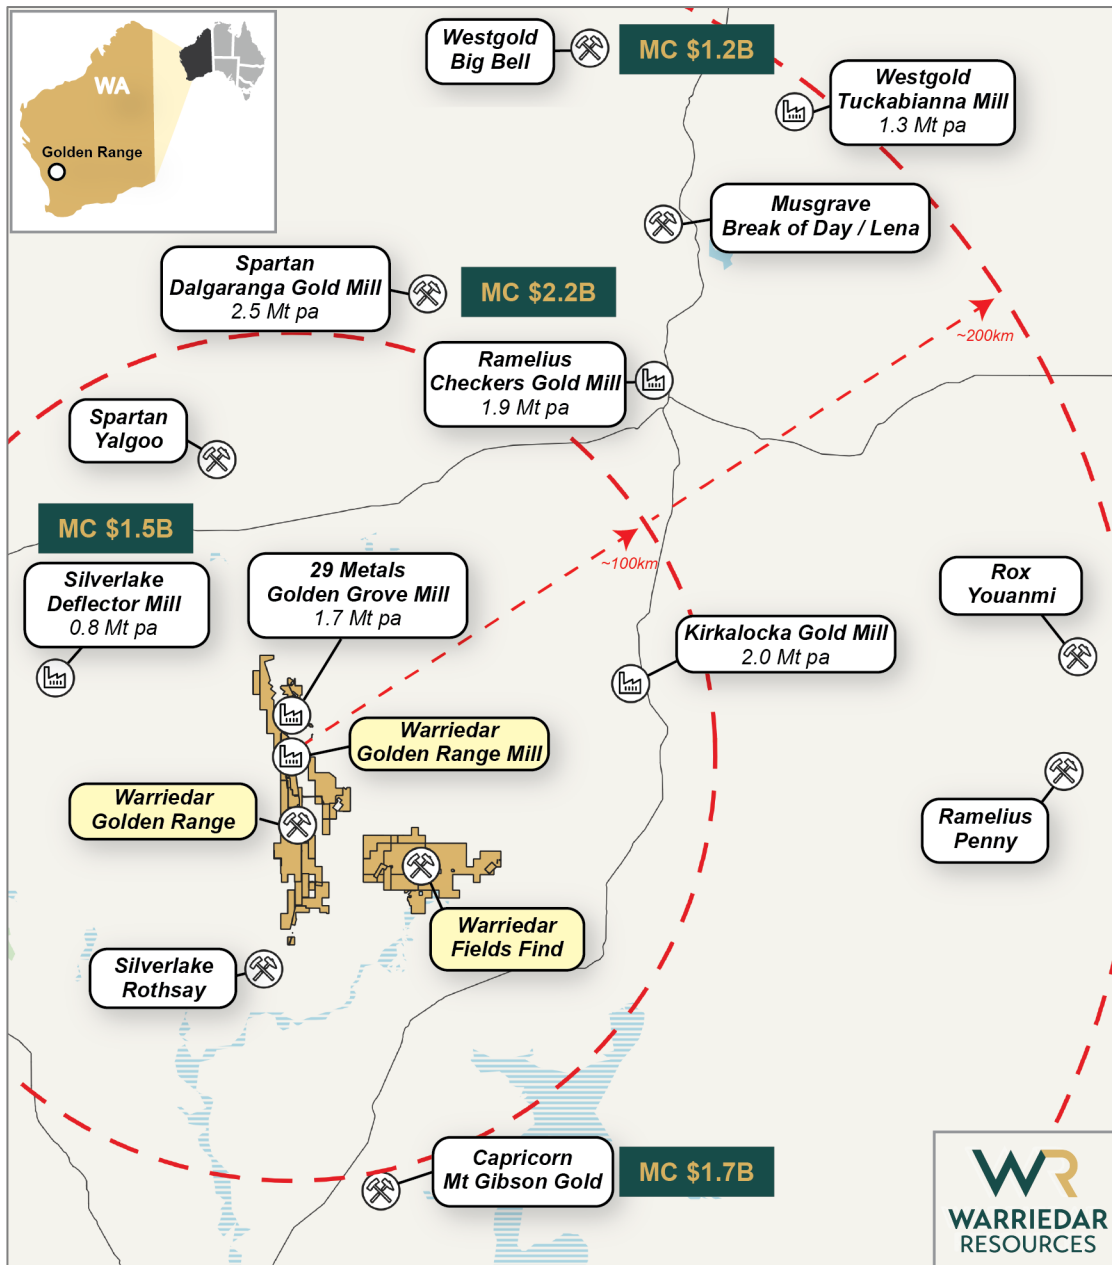 WA
Golden Range
Westgold
Big Bell
MC $1.2B
Westgold
Tuckabianna Mill
1.3 Mt pa
Musgrave
Break of Day / Lena
Spartan
Dalgaranga Gold Mill
2.5 Mt pa
MC $2.2B
~200km
Ramelius
Checkers Gold Mill
1.9 Mt pa
Spartan
Yalgoo
MC $1.5B
Silverlake
Deflector Mill
0.8 Mt pa
29 Metals
Golden Grove Mill
1.7 Mt pa
~100km
Rox
Youanmi
Kirkalocka Gold Mill
2.0 Mt pa
Warriedar
Golden Range Mill
Warriedar
Golden Range
Ramelius
Penny
Warriedar
Fields Find
Silverlake
Rothsay
Capricorn
Mt Gibson Gold
MC $1.7B
WR
WARRIEDAR
RESOURCES